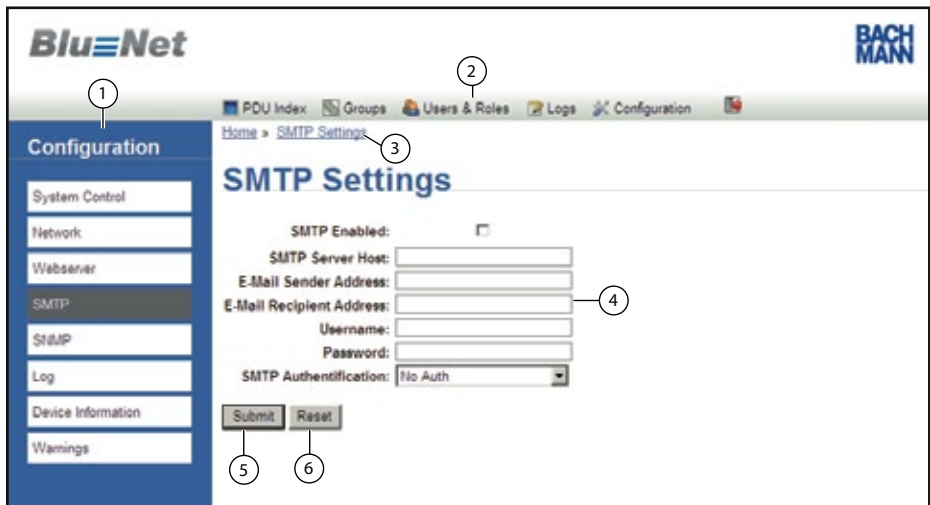 Blu≡Net
BACH
MANN
1
2
PDU Index Groups Users & Roles Logs Configuration
Configuration
Home » SMTP Settings
3
SMTP Settings
System Control
Network
Webserver
SMTP
SNMP
Log
Device Information
Warnings
SMTP Enabled:
SMTP Server Host:
E-Mail Sender Address:
E-Mail Recipient Address:
4
Username:
Password:
SMTP Authentification: No Auth
Submit Reset
5
6